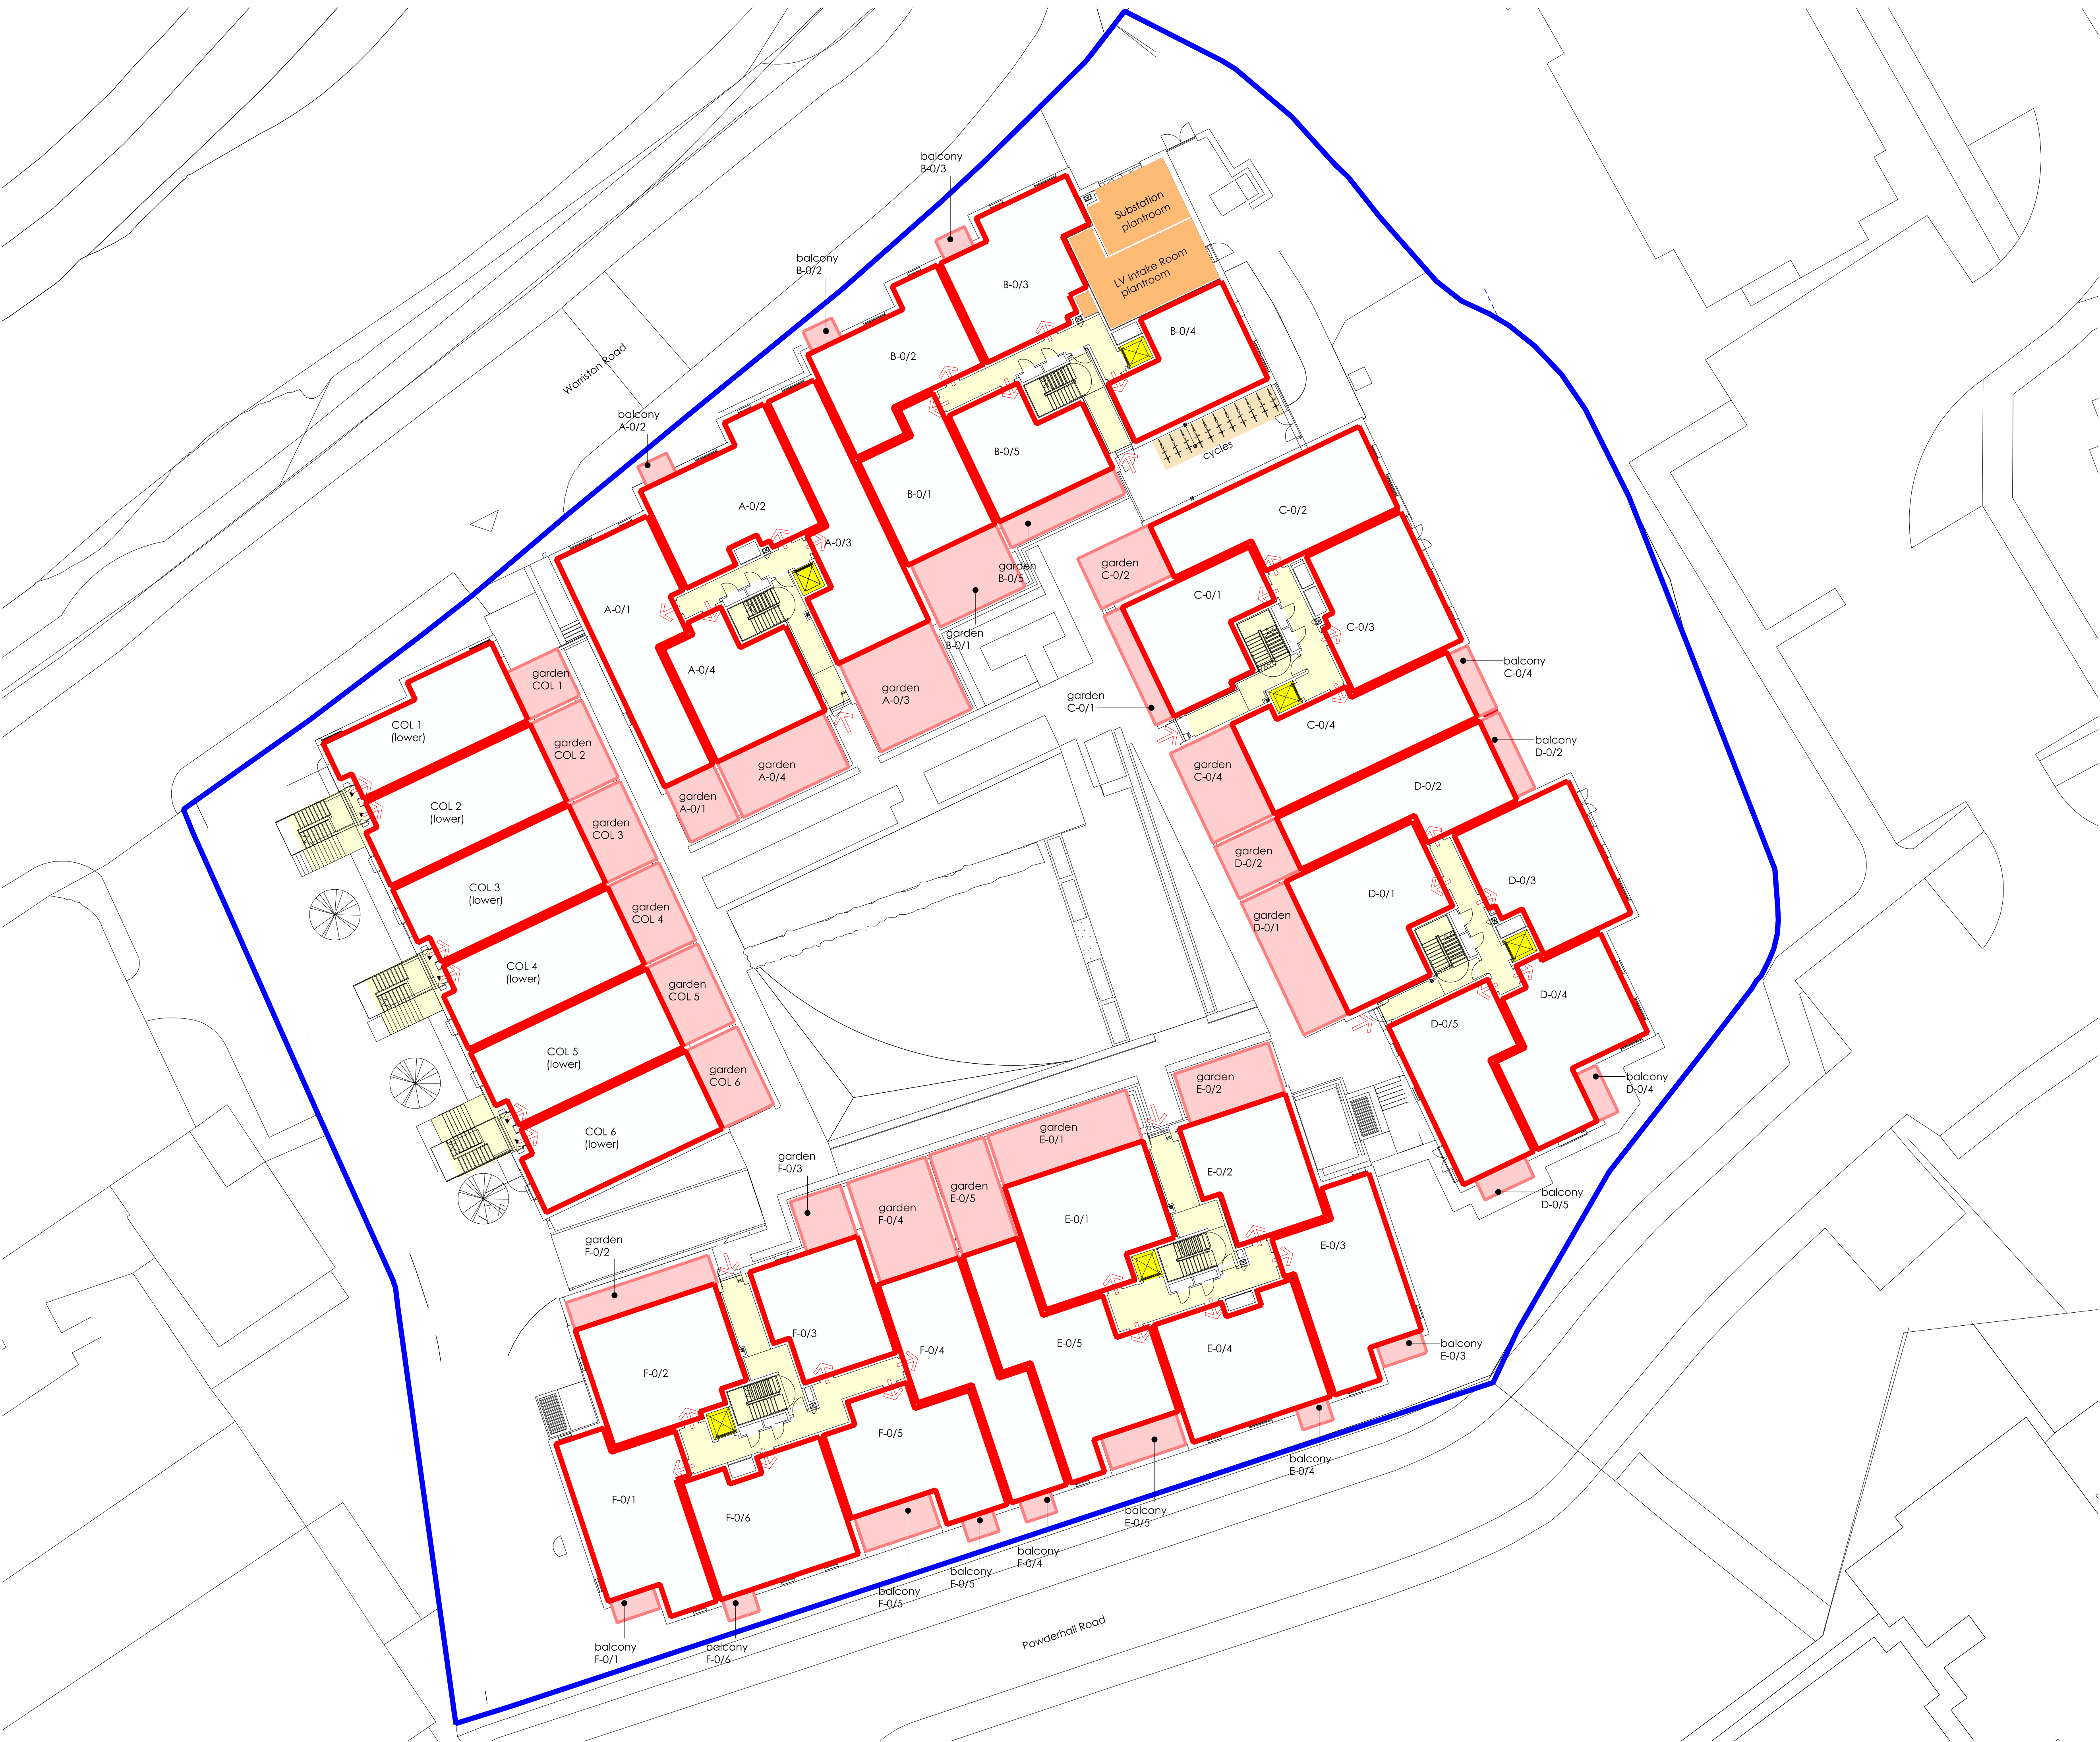 balcony
B-0/3
Substation
plantroom
LV Intake Room
plantroom
balcony
B-0/2
B-0/3
B-0/4
B-0/2
Warriston Road
balcony
A-0/2
B-0/5
cycles
B-0/1
A-0/2
A-0/3
C-0/2
garden
B-0/5
garden
C-0/2
C-0/1
A-0/1
C-0/3
garden
B-0/1
A-0/4
garden
COL 1
garden
A-0/3
garden
C-0/1
balcony
C-0/4
COL 1
(lower)
garden
COL 2
C-0/4
balcony
D-0/2
garden
A-0/4
garden
C-0/4
D-0/2
COL 2
(lower)
garden
A-0/1
garden
COL 3
garden
D-0/2
COL 3
(lower)
D-0/1
D-0/3
garden
COL 4
garden
D-0/1
COL 4
(lower)
garden
COL 5
D-0/4
D-0/5
COL 5
(lower)
garden
COL 6
garden
E-0/2
balcony
D-0/4
COL 6
(lower)
garden
E-0/1
garden
F-0/3
E-0/2
garden
E-0/5
balcony
D-0/5
garden
F-0/4
E-0/1
garden
F-0/2
E-0/3
F-0/3
F-0/4
E-0/5
E-0/4
balcony
E-0/3
F-0/2
F-0/5
balcony
E-0/4
F-0/1
F-0/6
balcony
E-0/5
balcony
F-0/4
balcony
F-0/5
balcony
F-0/5
balcony
F-0/1
balcony
F-0/6
Powderhall Road